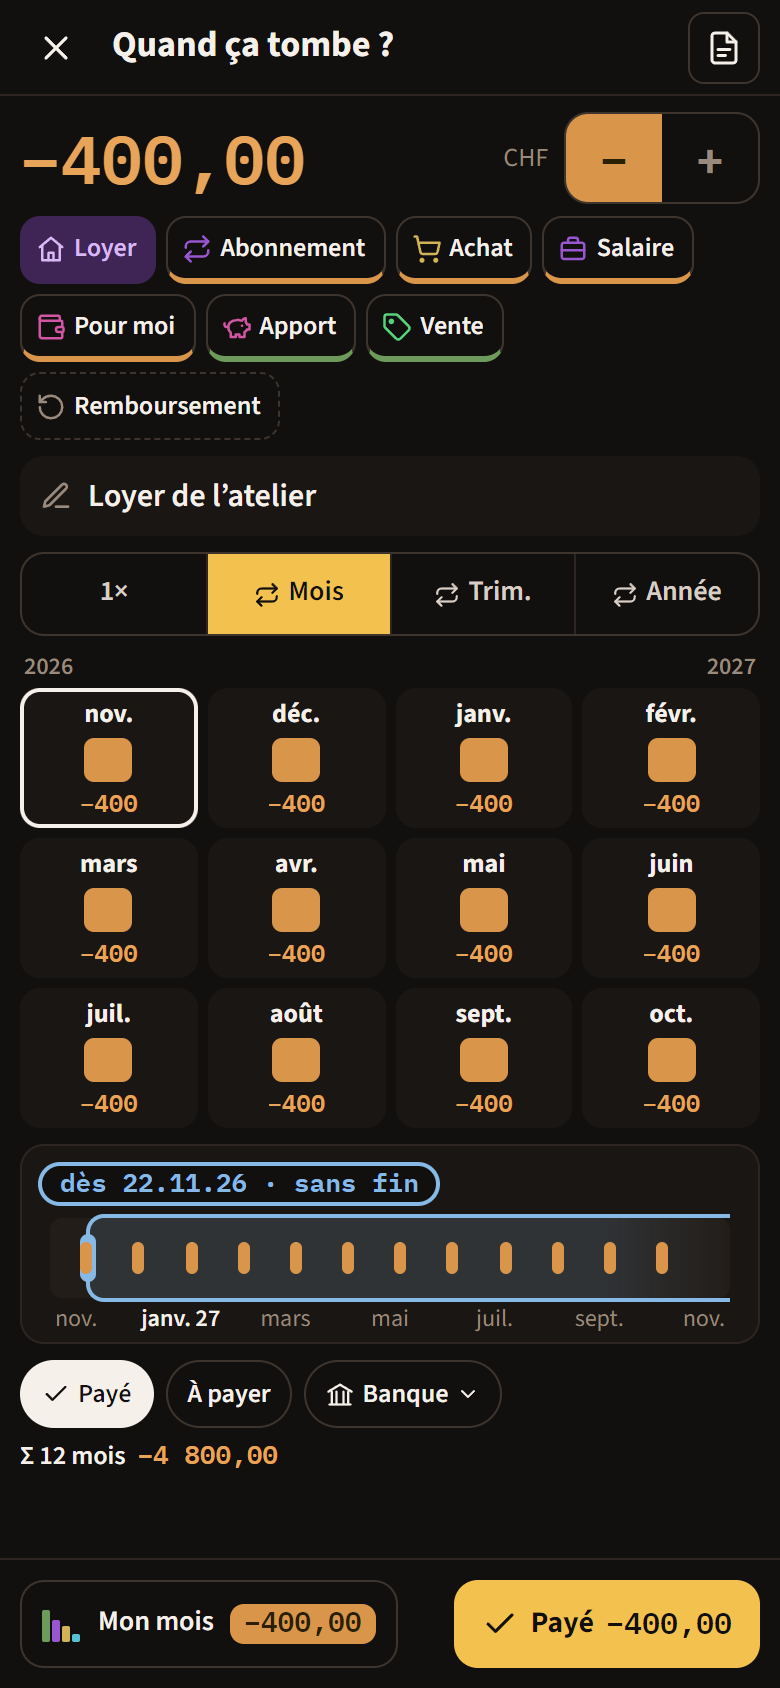 Quand ça tombe ?
−400,00 CHF − +
Loyer Abonnement Achat Salaire
Pour moi Apport Vente
Remboursement
Loyer de l’atelier
1× Mois Trim. Année
2026 2027
nov. déc. janv. févr.
−400 −400 −400 −400
mars avr. mai juin
−400 −400 −400 −400
juil. août sept. oct.
−400 −400 −400 −400
dès 22.11.26 · sans fin
nov. janv. 27 mars mai juil. sept. nov.
Payé À payer Banque
Σ 12 mois −4 800,00
Mon mois −400,00 Payé −400,00